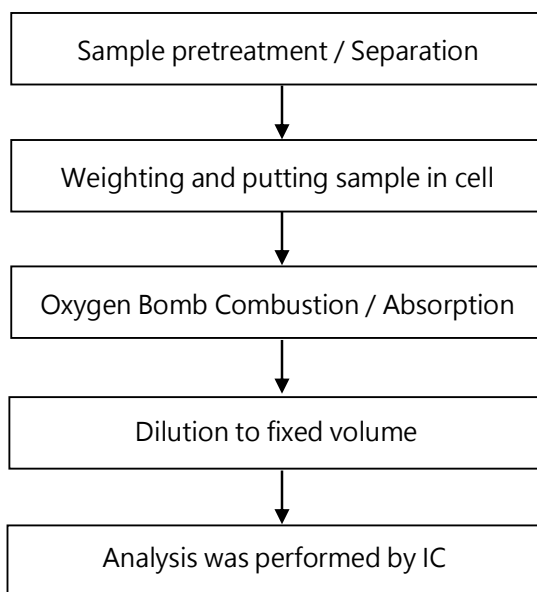 Sample pretreatment / Separation
Weighting and putting sample in cell
Oxygen Bomb Combustion / Absorption
Dilution to fixed volume
Analysis was performed by IC